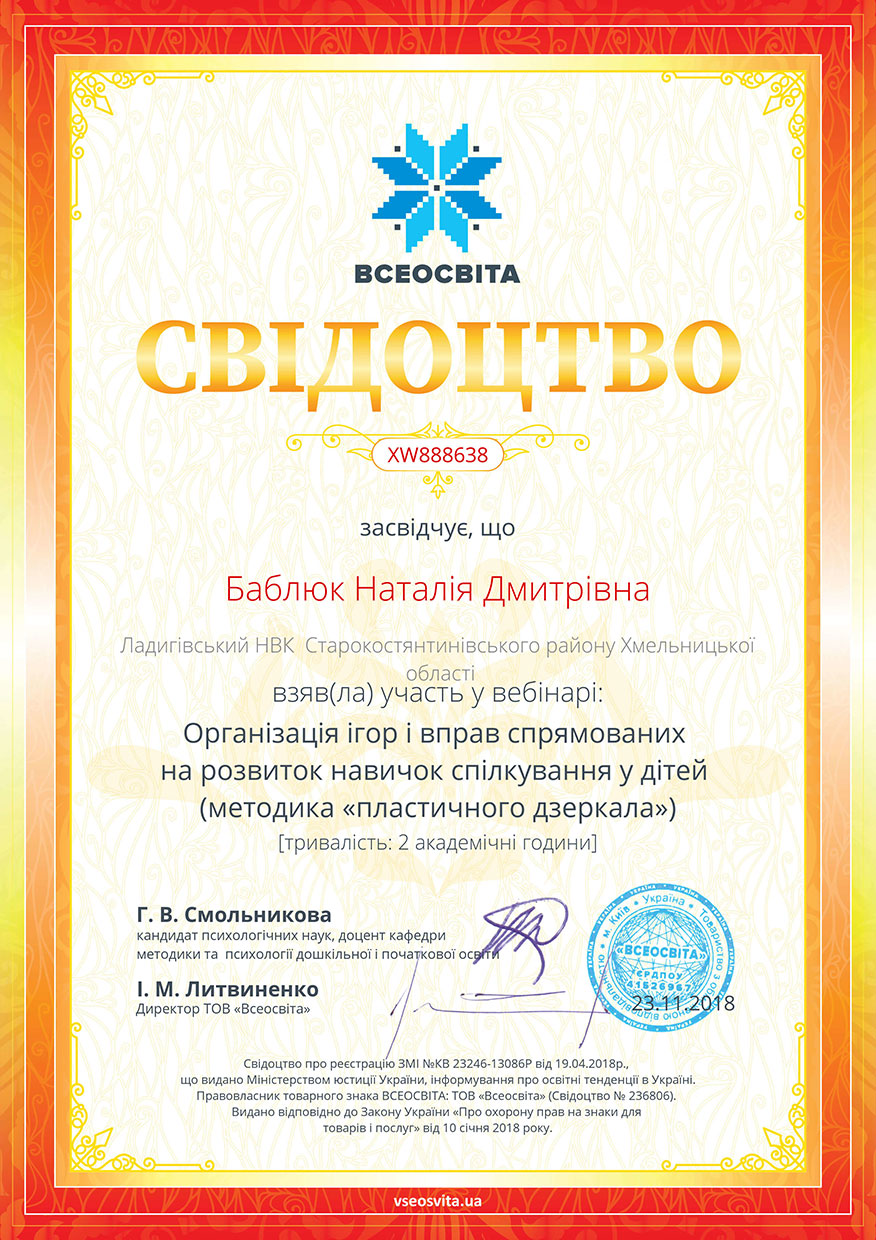 ВСЕОСВІТА
СВІДОЦТВО
XW888638
засвідчує, що
Баблюк Наталія Дмитрівна
Ладигівський НВК Старокостянтинівського району Хмельницької
області
взяв(ла) участь у вебінарі:
Організація ігор і вправ спрямованих
на розвиток навичок спілкування у дітей
(методика «пластичного дзеркала»)
[тривалість: 2 академічні години]
Г. В. Смольникова
кандидат психологічних наук, доцент кафедри
методики та психології дошкільної і початкової освіти
І. М. Литвиненко
Директор ТОВ «Всеосвіта»
Україна
м. Київ
Товариство з обмеженою відповідальністю
«ВСЕОСВІТА»
ЄРДПОУ
41526967
23.11.2018
Свідоцтво про реєстрацію ЗМІ №КВ 23246-13086Р від 19.04.2018р.,
що видано Міністерством юстиції України, інформування про освітні тенденції в Україні.
Правовласник товарного знака ВСЕОСВІТА: ТОВ «Всеосвіта» (Свідоцтво № 236806).
Видано відповідно до Закону України «Про охорону прав на знаки для
товарів і послуг» від 10 січня 2018 року.
vseosvita.ua